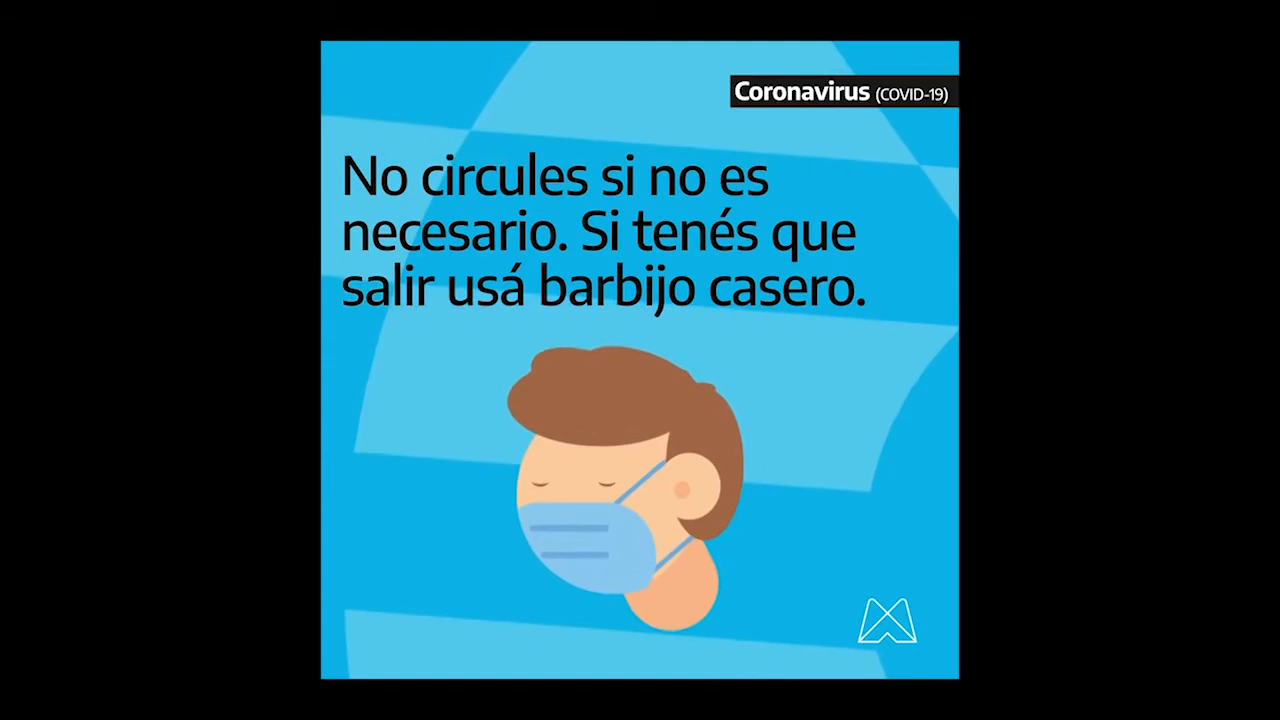 Coronavirus (COVID-19)
No circules si no es
necesario. Si tenés que
salir usá barbijo casero.